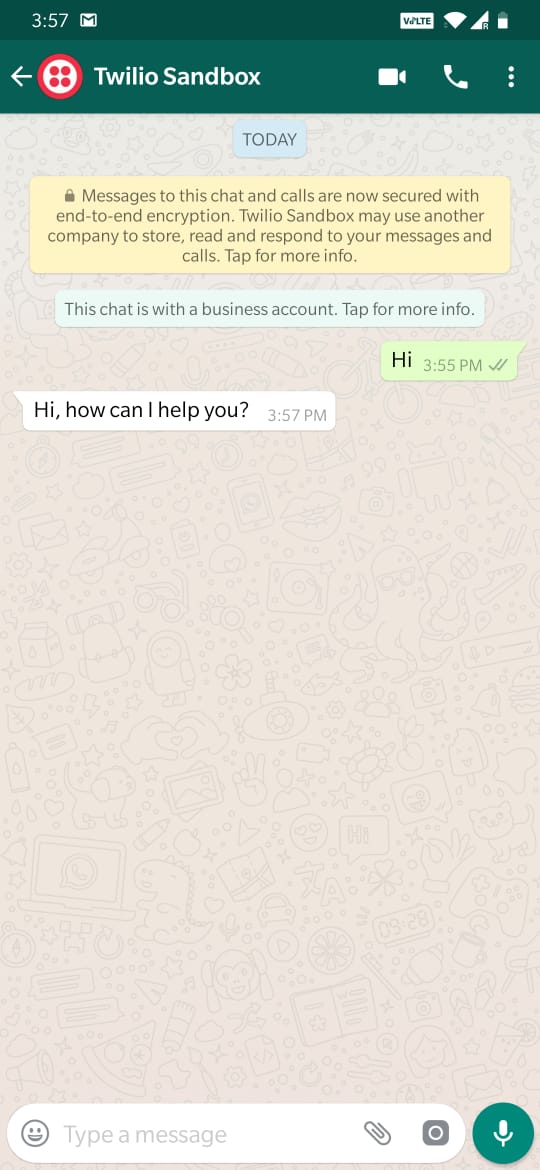 3:57
VoLTE
R
Twilio Sandbox
TODAY
Messages to this chat and calls are now secured with
end-to-end encryption. Twilio Sandbox may use another
company to store, read and respond to your messages and
calls. Tap for more info.
This chat is with a business account. Tap for more info.
Hi 3:55 PM
Hi, how can I help you? 3:57 PM
Hi
09:28
Type a message